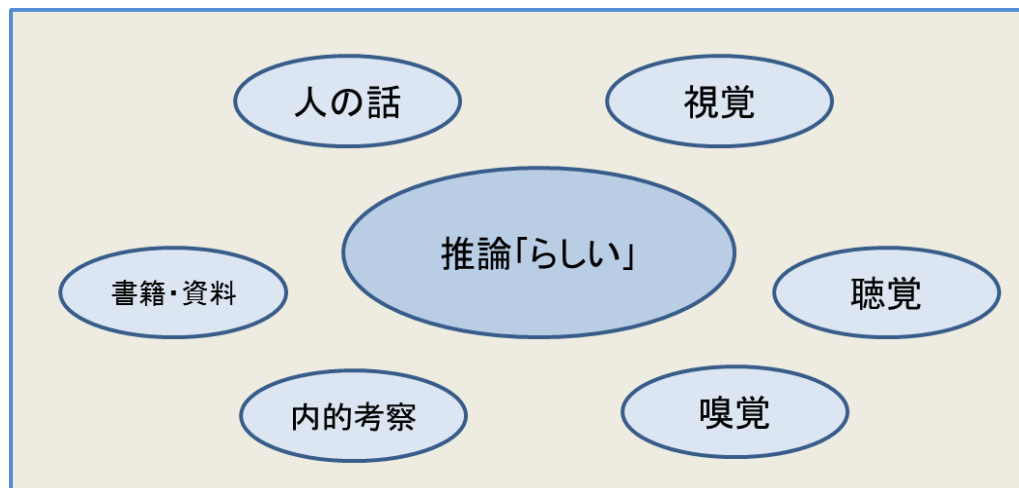 人の話
視覚
推論「らしい」
書籍・資料
聴覚
内的考察
嗅覚